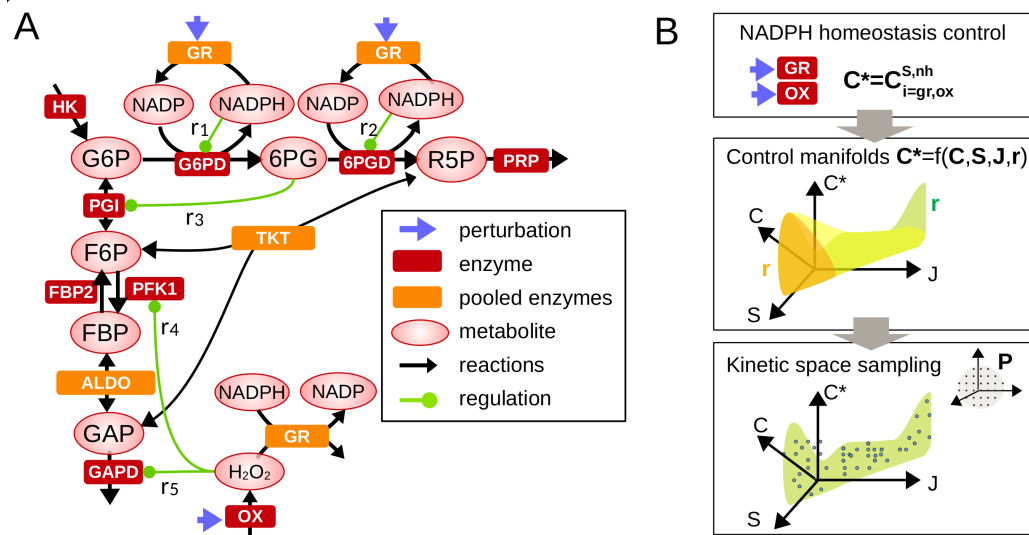 A
GR
GR
NADP
NADPH
NADP
NADPH
HK
r1
r2
G6P
G6PD
6PG
6PGD
R5P
PRP
PGI
r3
TKT
F6P
FBP2
PFK1
FBP
r4
ALDO
NADPH
NADP
GAP
GR
GAPD
r5
H2O2
OX
perturbation
enzyme
pooled enzymes
metabolite
reactions
regulation
B
NADPH homeostasis control
GR
OX
C*=C S,nh i=gr,ox
Control manifolds C*=f(C,S,J,r)
C*
C
r
r
J
S
Kinetic space sampling
P
C*
C
J
S